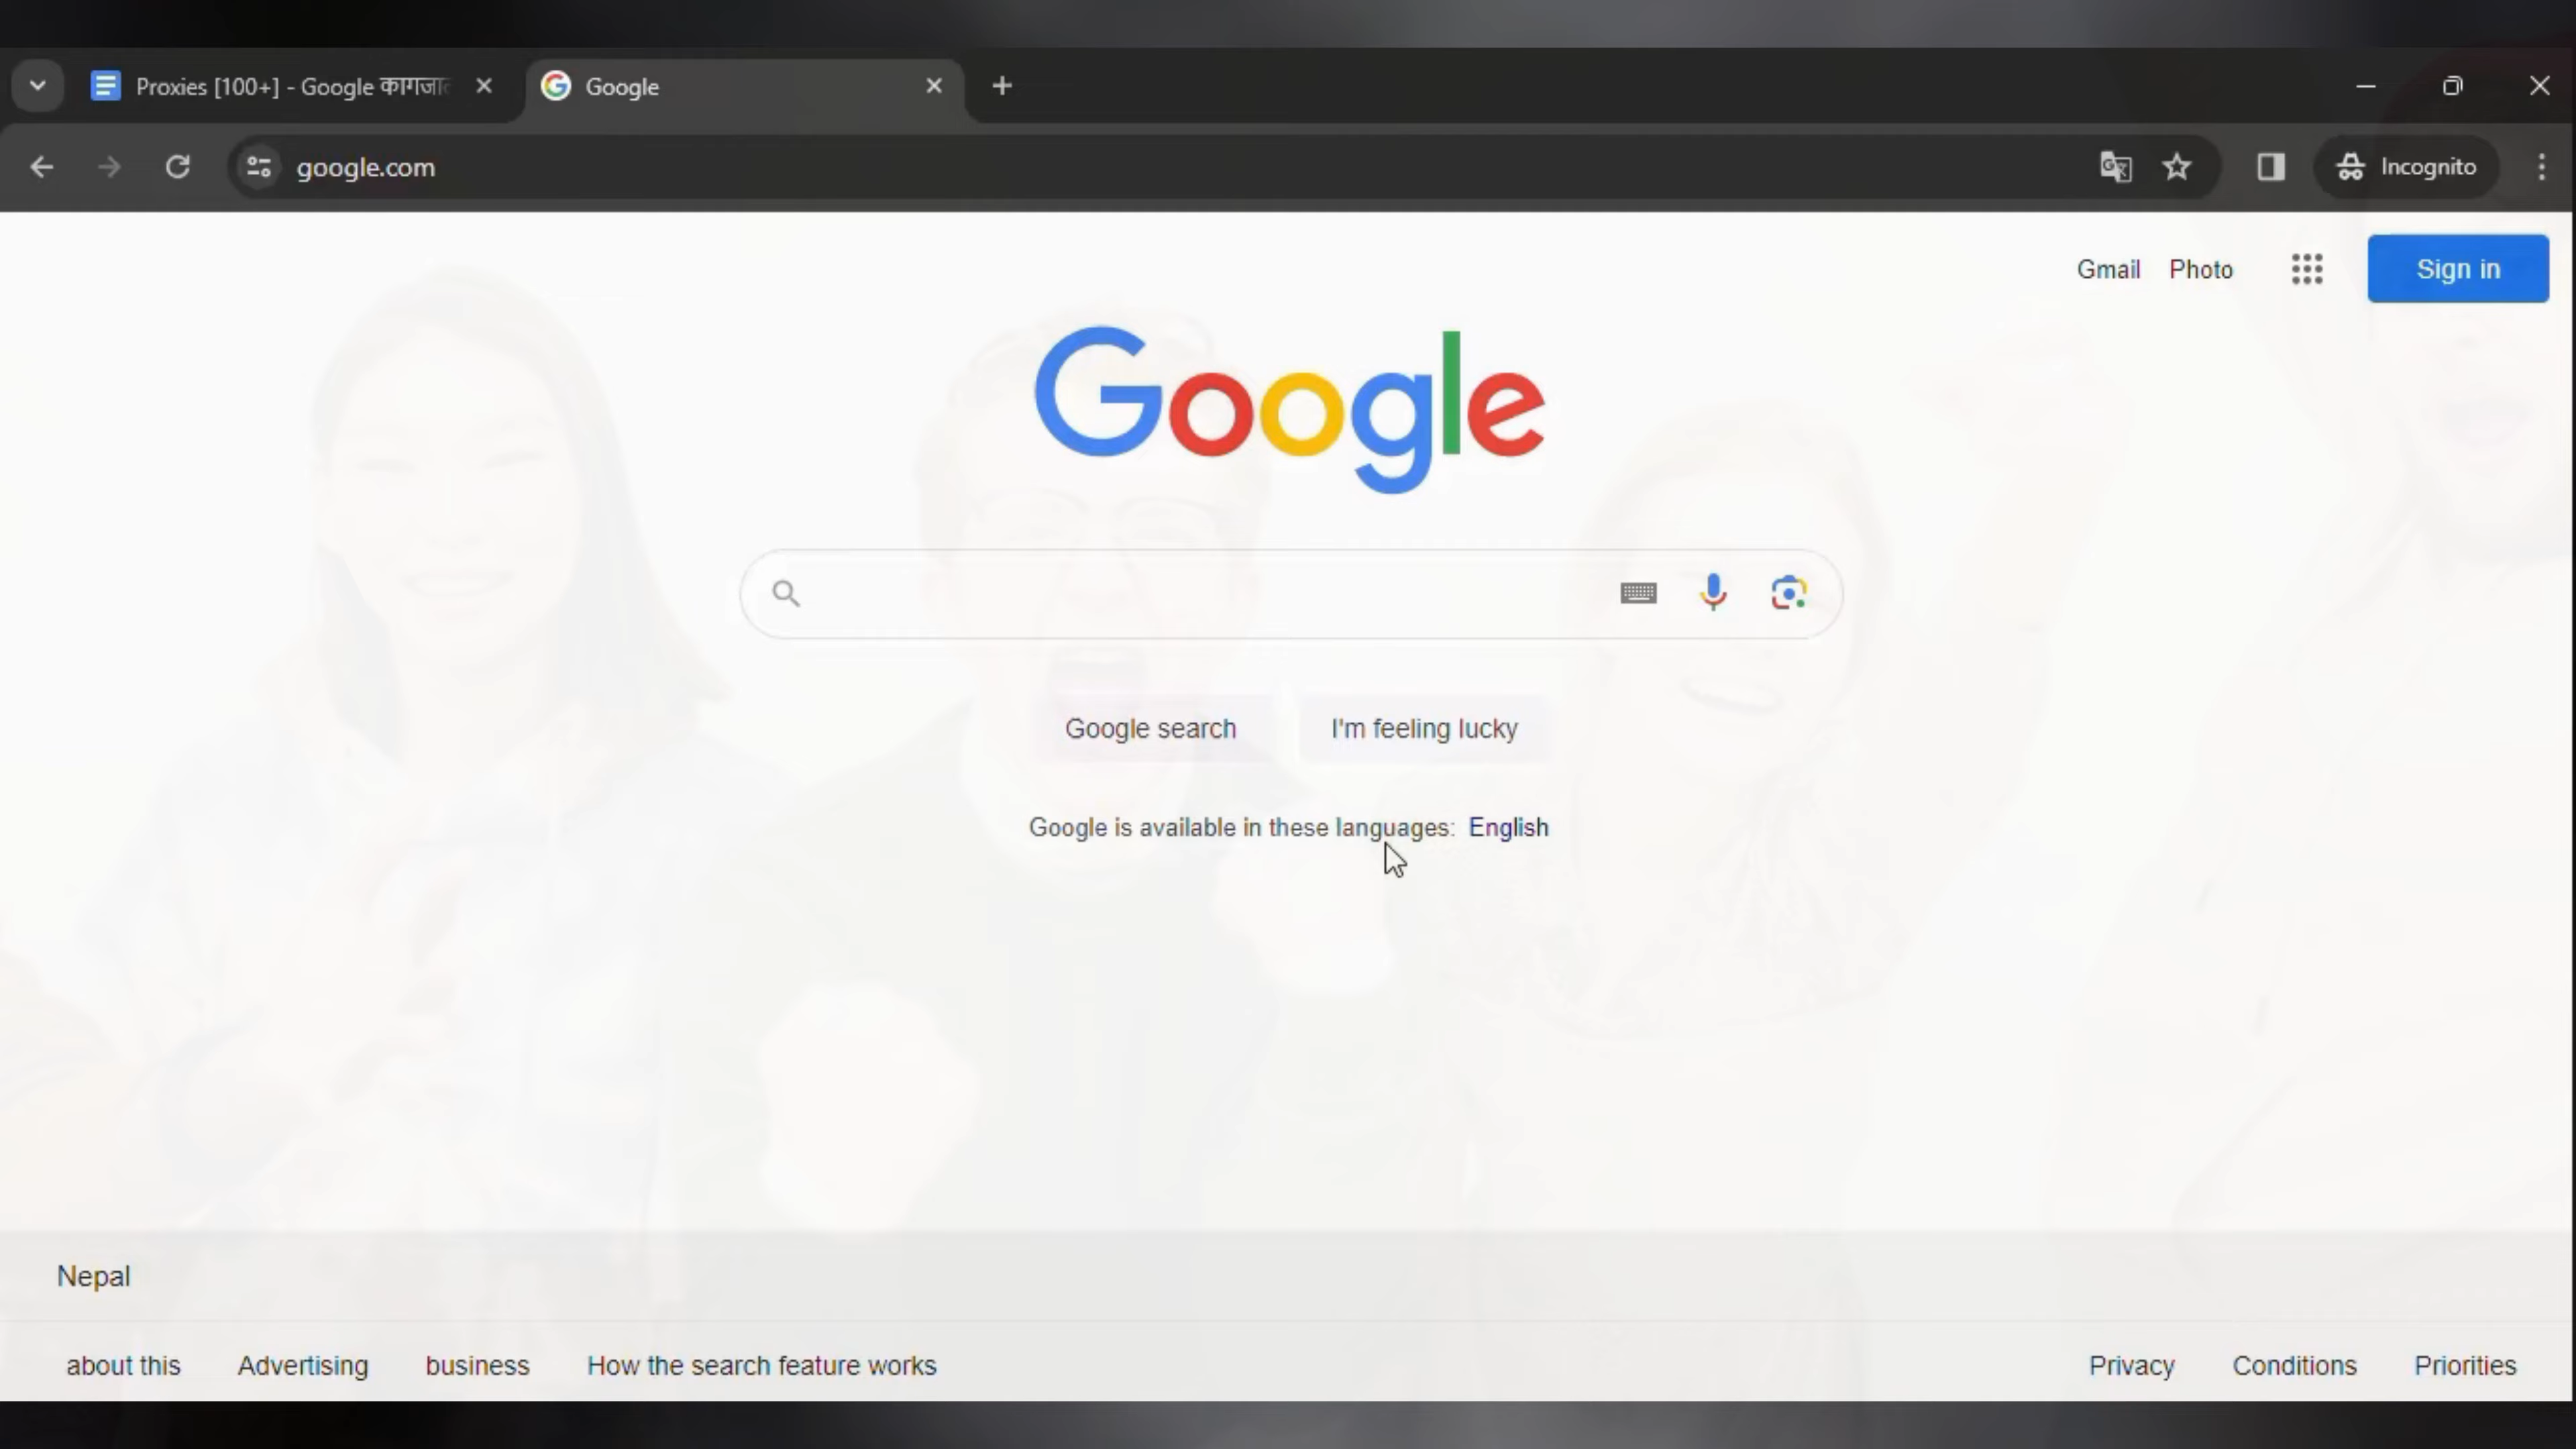 Proxies [100+] - Google कागजा
Google
google.com
Incognito
Gmail Photo
Sign in
Google
Google search
I'm feeling lucky
Google is available in these languages: English
Nepal
about this Advertising business How the search feature works
Privacy Conditions Priorities